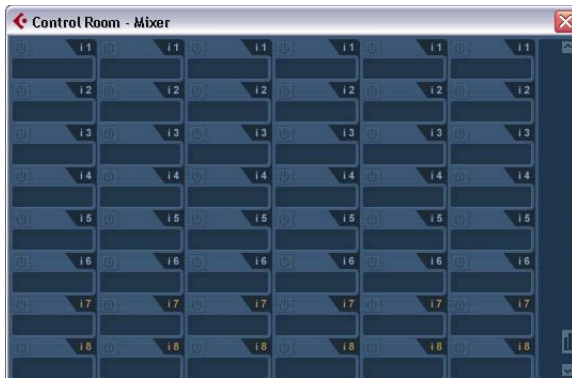 Control Room - Mixer
i 1 i 1 i 1 i 1 i 1 i 1
i 2 i 2 i 2 i 2 i 2 i 2
i 3 i 3 i 3 i 3 i 3 i 3
i 4 i 4 i 4 i 4 i 4 i 4
i 5 i 5 i 5 i 5 i 5 i 5
i 6 i 6 i 6 i 6 i 6 i 6
i 7 i 7 i 7 i 7 i 7 i 7
i 8 i 8 i 8 i 8 i 8 i 8